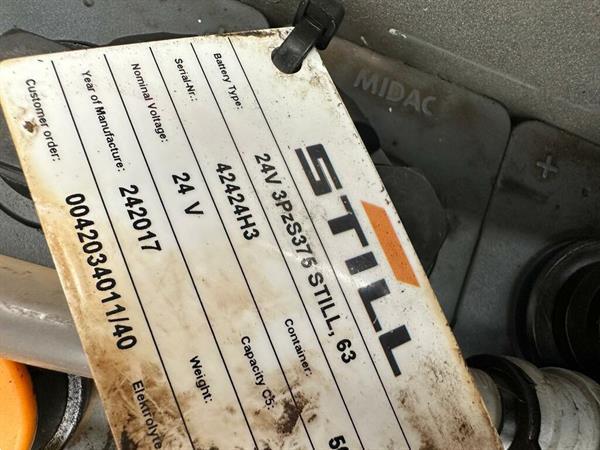 MIDAC
+
STILL
Battery Type: 24V 3PzS375 STILL, 63
Serial-Nr.: 42424H3 Container:
Nominal Voltage: 24 V Capacity C5:
Year of Manufacture: 242017 Weight:
Customer order: 0042034011/40 Elektrolyte